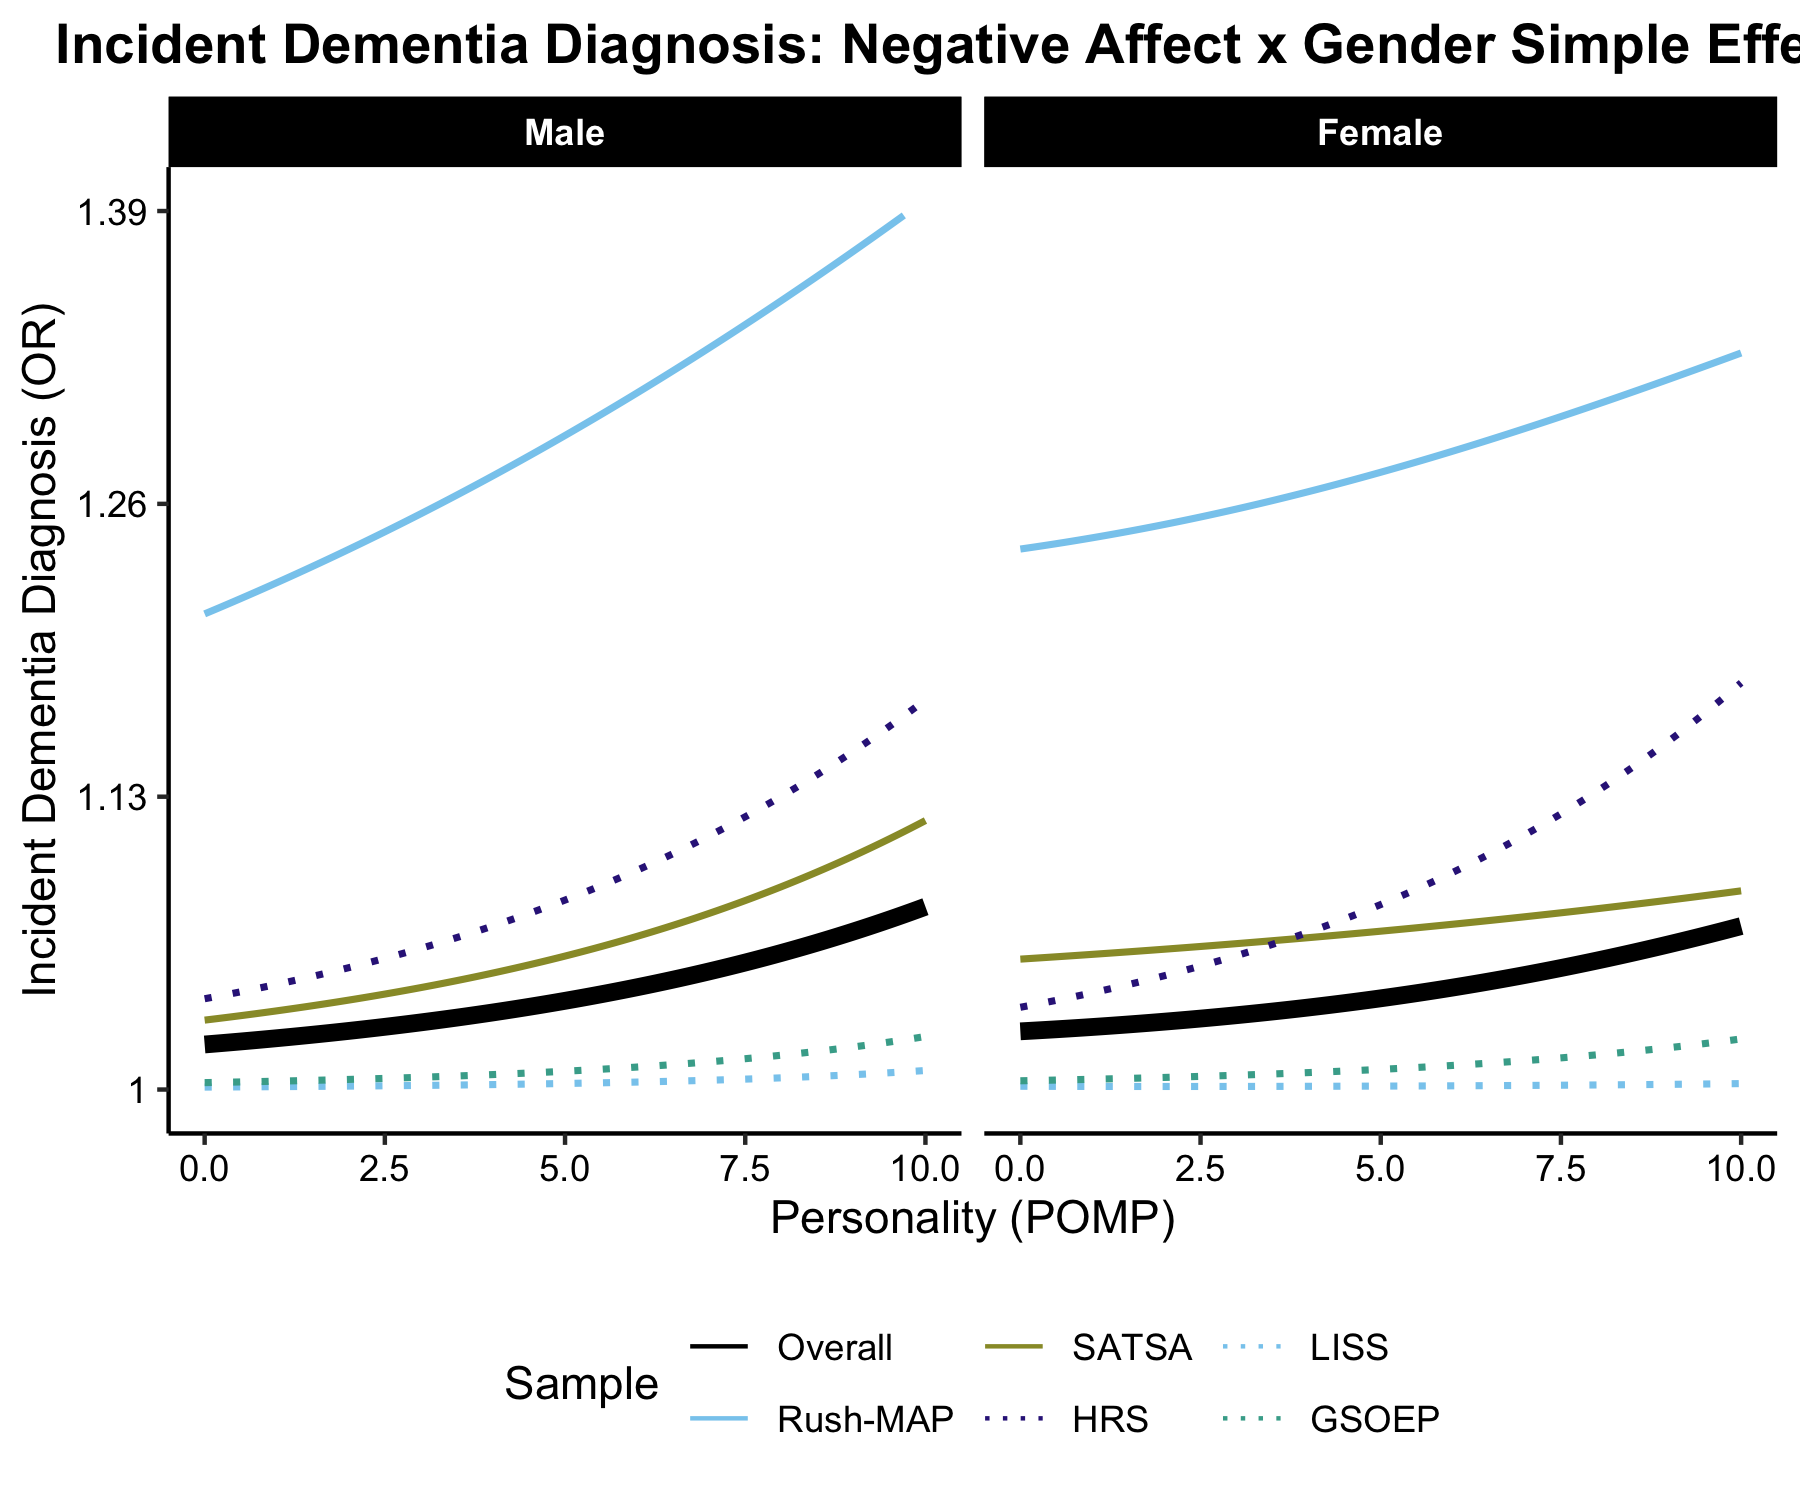 Incident Dementia Diagnosis: Negative Affect x Gender Simple Effe
Male
Female
Incident Dementia Diagnosis (OR)
1.39
1.26
1.13
1
0.0 2.5 5.0 7.5 10.0
0.0 2.5 5.0 7.5 10.0
Personality (POMP)
Sample
Overall SATSA LISS
Rush-MAP HRS GSOEP